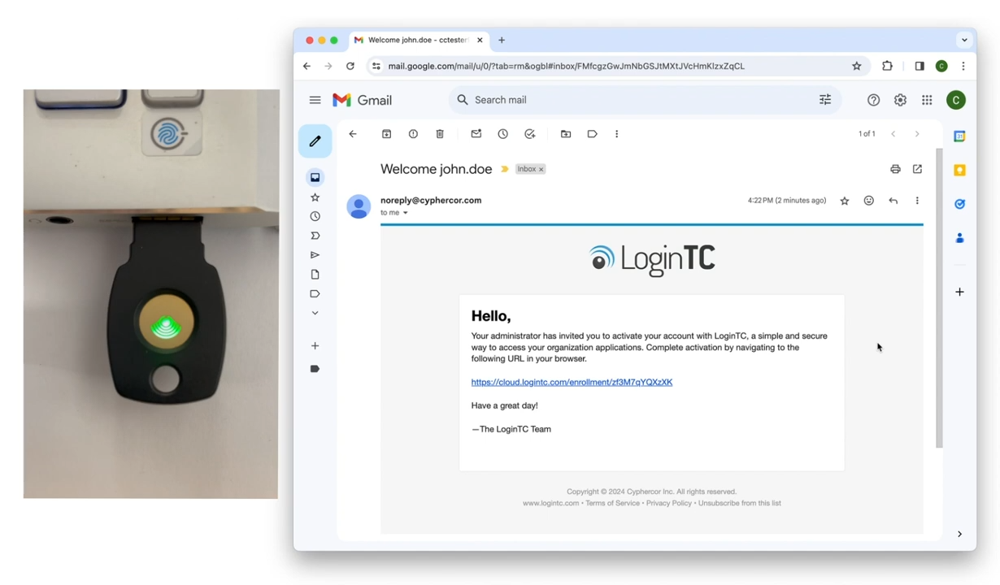 Welcome john.doe - cctester
mail.google.com/mail/u/0/?tab=rm&ogbl#inbox/FMfcgzGwJmNbGSJtMXtJVcHmKlzxZqCL
C
Gmail
Search mail
C
1 of 1
31
Welcome john.doe
Inbox ×
noreply@cyphercor.com
4:22 PM (2 minutes ago)
to me
LoginTC
Hello,
Your administrator has invited you to activate your account with LoginTC, a simple and secure
way to access your organization applications. Complete activation by navigating to the
following URL in your browser.
https://cloud.logintc.com/enrollment/zf3M7qYQXzXK
Have a great day!
—The LoginTC Team
Copyright © 2024 Cyphercor Inc. All rights reserved.
www.logintc.com • Terms of Service • Privacy Policy • Unsubscribe from this list